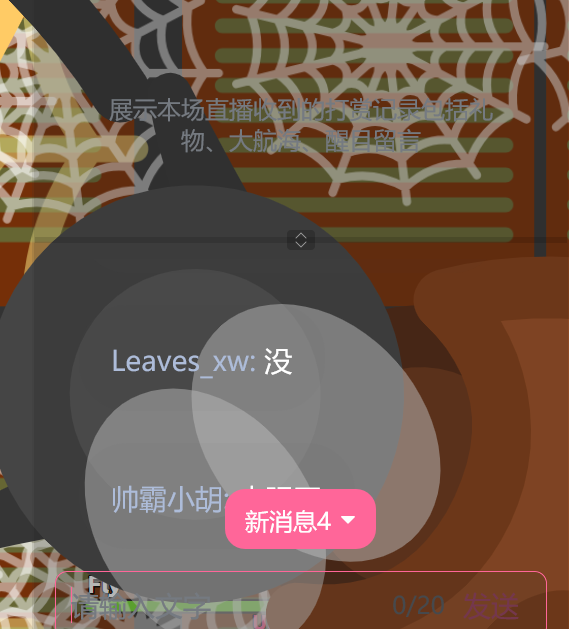 展示本场直播收到的打赏记录包括礼
物、大航海、醒目留言
Leaves_xw: 没
帅霸小胡:
新消息4
Fly
请输入文字 0/20 发送